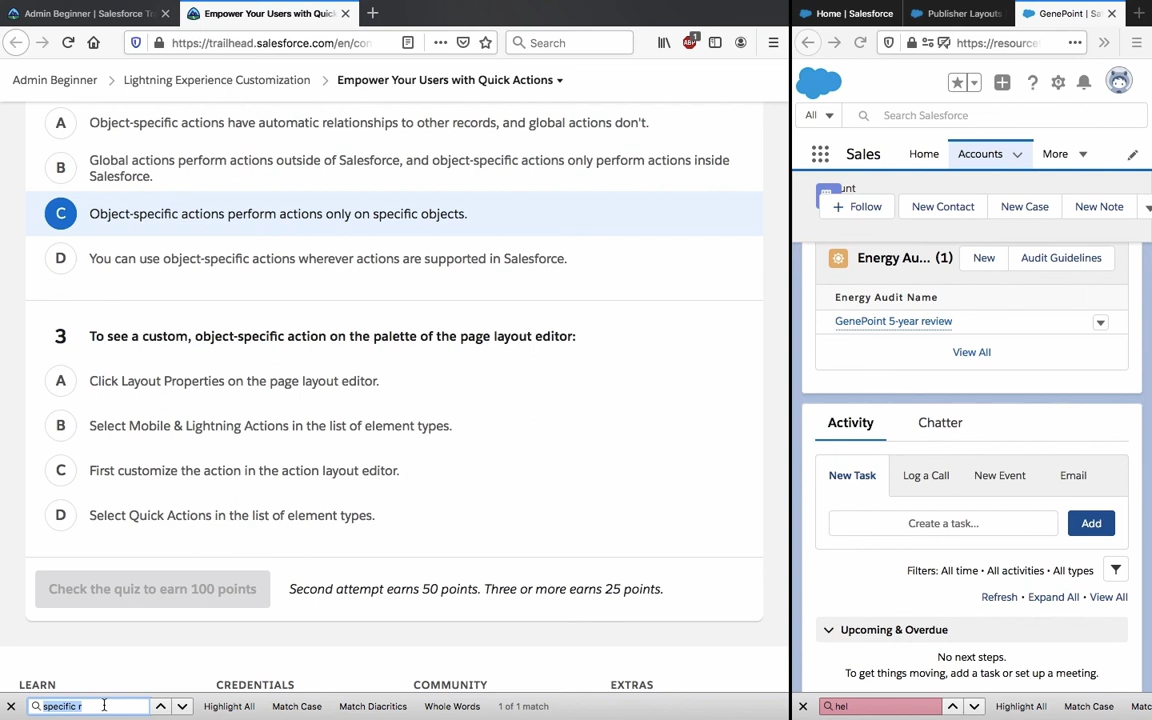 Admin Beginner | Salesforce Tr
Empower Your Users with Quic
https://trailhead.salesforce.com/en/con
Search
Admin Beginner
Lightning Experience Customization
Empower Your Users with Quick Actions
A Object-specific actions have automatic relationships to other records, and global actions don't.
B Global actions perform actions outside of Salesforce, and object-specific actions only perform actions inside
Salesforce.
C Object-specific actions perform actions only on specific objects.
D You can use object-specific actions wherever actions are supported in Salesforce.
3 To see a custom, object-specific action on the palette of the page layout editor:
A Click Layout Properties on the page layout editor.
B Select Mobile & Lightning Actions in the list of element types.
C First customize the action in the action layout editor.
D Select Quick Actions in the list of element types.
Check the quiz to earn 100 points
Second attempt earns 50 points. Three or more earns 25 points.
LEARN CREDENTIALS COMMUNITY EXTRAS
specific r
Highlight All Match Case Match Diacritics Whole Words 1 of 1 match
Home | Salesforce
Publisher Layouts
GenePoint | Sa
https://resource
All
Search Salesforce
Sales Home Accounts More
unt
+ Follow New Contact New Case New Note
Energy Au... (1) New Audit Guidelines
Energy Audit Name
GenePoint 5-year review
View All
Activity Chatter
New Task Log a Call New Event Email
Create a task... Add
Filters: All time • All activities • All types
Refresh • Expand All • View All
Upcoming & Overdue
No next steps.
To get things moving, add a task or set up a meeting.
hel
Highlight All Match Case Matc